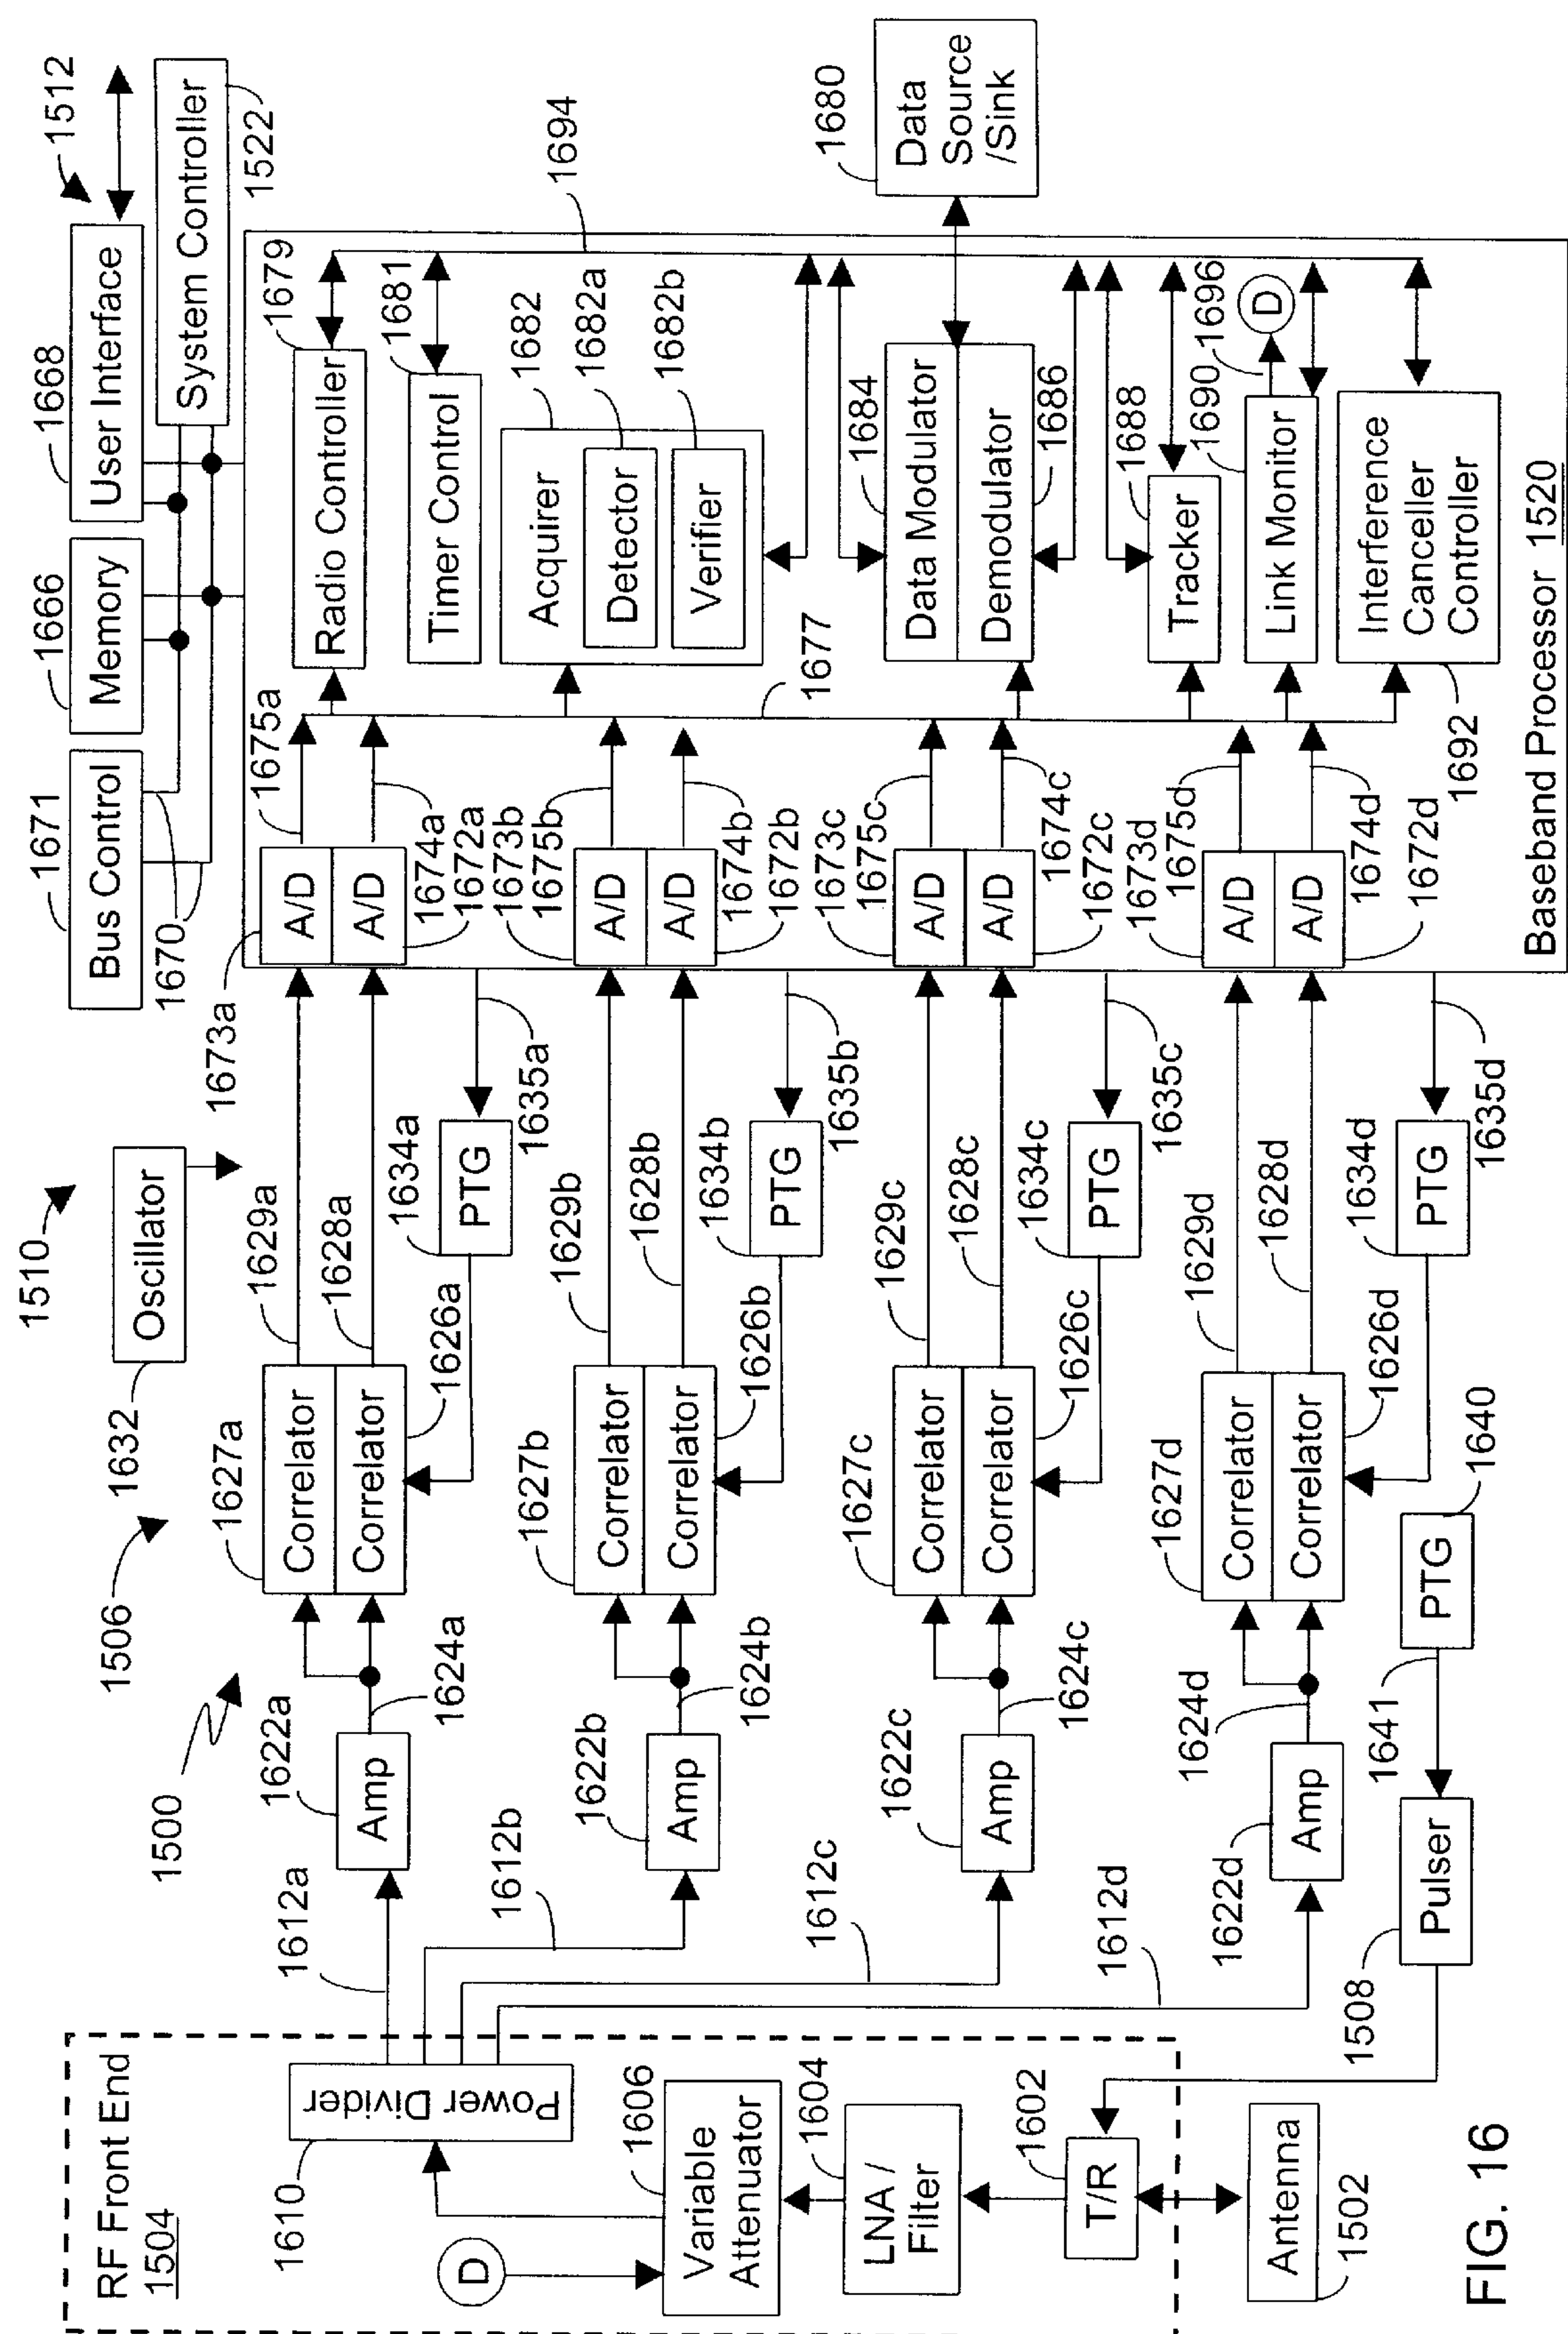 FIG. 16
RF Front End
1504
1610
Power Divider
D
Variable
Attenuator
1606
LNA /
Filter
1604
T/R
1602
Antenna
1502
1500
1506
1510
1512
Oscillator
1632
1612a
1612b
1612c
1612d
1622a
Amp
1624a
1627a
Correlator
Correlator
1626a
1629a
1628a
1634a
PTG
1635a
1622b
Amp
1624b
1627b
Correlator
Correlator
1626b
1629b
1628b
1634b
PTG
1635b
1622c
Amp
1624c
1627c
Correlator
Correlator
1626c
1629c
1628c
1634c
PTG
1635c
1622d
Amp
1624d
1627d
Correlator
Correlator
1626d
1629d
1628d
1634d
PTG
1635d
1508
Pulser
1641
PTG
1640
1671
Bus Control
1670
1666
Memory
1668
User Interface
System Controller
1522
1673a
A/D
A/D
1675a
1674a
1672a
1673b
1675b
A/D
A/D
1674b
1672b
1673c
1675c
A/D
A/D
1674c
1672c
1673d
1675d
A/D
A/D
1674d
1672d
1677
Radio Controller
1679
Timer Control
1681
Acquirer
1682
Detector
1682a
Verifier
1682b
1684
Data Modulator
Demodulator
1686
Tracker
1688
Link Monitor
1690
1696
D
Interference
Canceller
Controller
1692
1694
1680
Data
Source
/Sink
Baseband Processor 1520